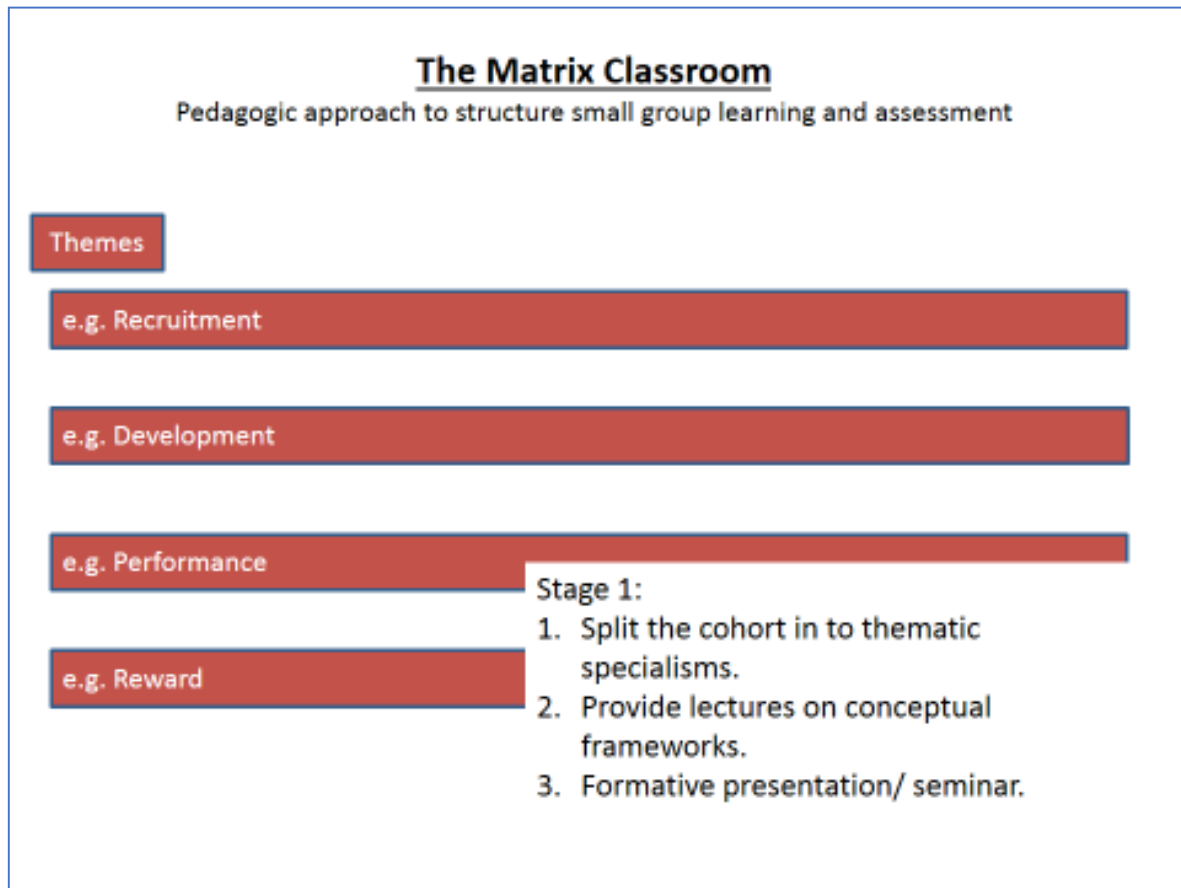 The Matrix Classroom
Pedagogic approach to structure small group learning and assessment
Themes
e.g. Recruitment
e.g. Development
e.g. Performance
e.g. Reward
Stage 1:
1. Split the cohort in to thematic
specialisms.
2. Provide lectures on conceptual
frameworks.
3. Formative presentation/ seminar.